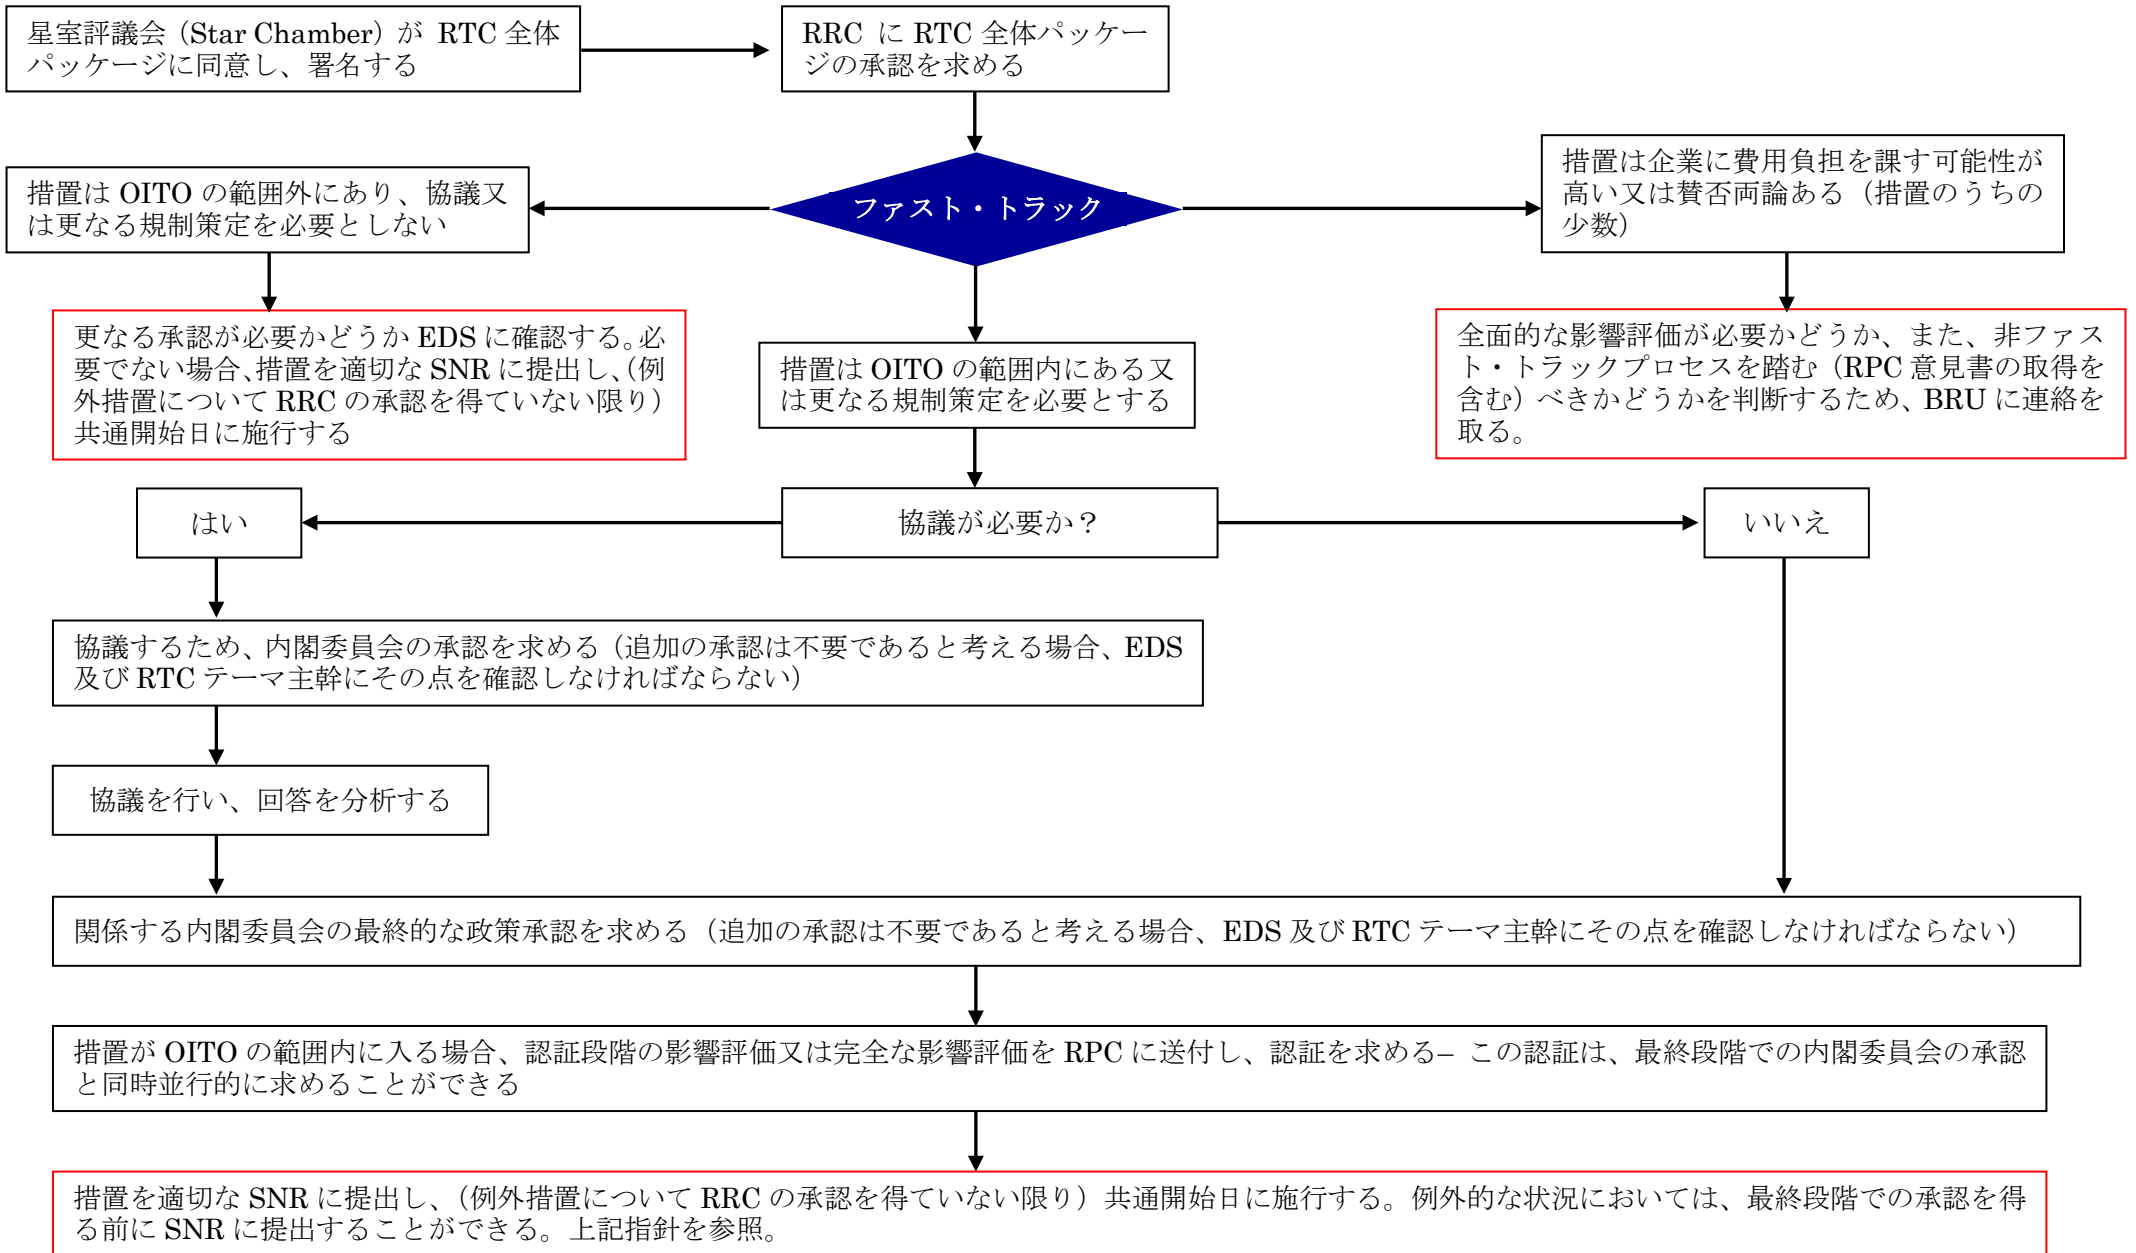 星室評議会（Star Chamber）が RTC 全体
パッケージに同意し、署名する
RRC に RTC 全体パッケー
ジの承認を求める
ファスト・トラック
措置は OITO の範囲外にあり、協議又
は更なる規制策定を必要としない
措置は企業に費用負担を課す可能性が
高い又は賛否両論ある（措置のうちの
少数）
更なる承認が必要かどうか EDS に確認する。必
要でない場合、措置を適切な SNR に提出し、（例
外措置について RRC の承認を得ていない限り）
共通開始日に施行する
措置は OITO の範囲内にある又
は更なる規制策定を必要とする
全面的な影響評価が必要かどうか、また、非ファス
ト・トラックプロセスを踏む（RPC 意見書の取得を
含む）べきかどうかを判断するため、BRU に連絡を
取る。
はい
協議が必要か？
いいえ
協議するため、内閣委員会の承認を求める（追加の承認は不要であると考える場合、EDS
及び RTC テーマ主幹にその点を確認しなければならない）
協議を行い、回答を分析する
関係する内閣委員会の最終的な政策承認を求める（追加の承認は不要であると考える場合、EDS 及び RTC テーマ主幹にその点を確認しなければならない）
措置が OITO の範囲内に入る場合、認証段階の影響評価又は完全な影響評価を RPC に送付し、認証を求める– この認証は、最終段階での内閣委員会の承認
と同時並行的に求めることができる
措置を適切な SNR に提出し、（例外措置について RRC の承認を得ていない限り）共通開始日に施行する。例外的な状況においては、最終段階での承認を得
る前に SNR に提出することができる。上記指針を参照。